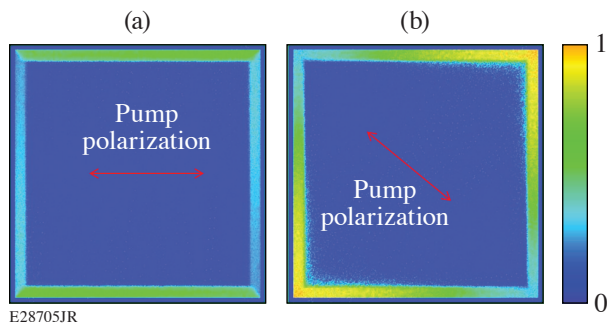 (a)
(b)
Pump
polarization
Pump
polarization
1
0
E28705JR